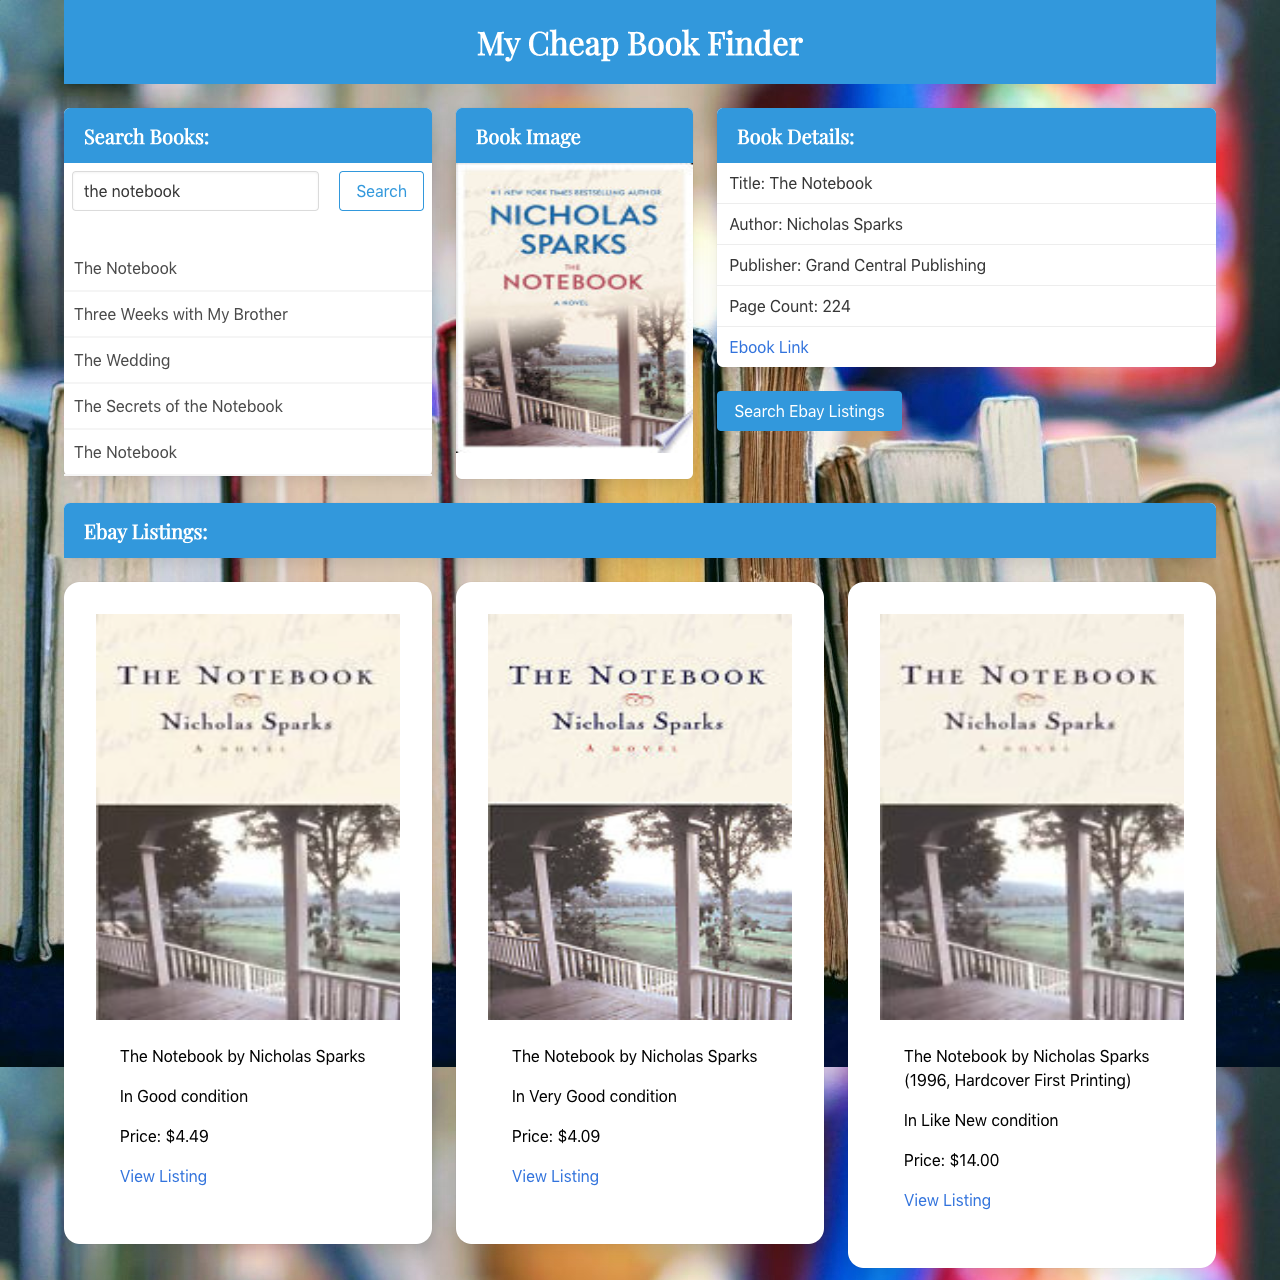 My Cheap Book Finder
Search Books:
the notebook
Search
The Notebook
Three Weeks with My Brother
The Wedding
The Secrets of the Notebook
The Notebook
Book Image
#1 NEW YORK TIMES BESTSELLING AUTHOR
NICHOLAS
SPARKS
THE
NOTEBOOK
A NOVEL
Book Details:
Title: The Notebook
Author: Nicholas Sparks
Publisher: Grand Central Publishing
Page Count: 224
Ebook Link
Search Ebay Listings
Ebay Listings:
THE NOTEBOOK
Nicholas Sparks
A NOVEL
The Notebook by Nicholas Sparks
In Good condition
Price: $4.49
View Listing
THE NOTEBOOK
Nicholas Sparks
A NOVEL
The Notebook by Nicholas Sparks
In Very Good condition
Price: $4.09
View Listing
THE NOTEBOOK
Nicholas Sparks
A NOVEL
The Notebook by Nicholas Sparks
(1996, Hardcover First Printing)
In Like New condition
Price: $14.00
View Listing